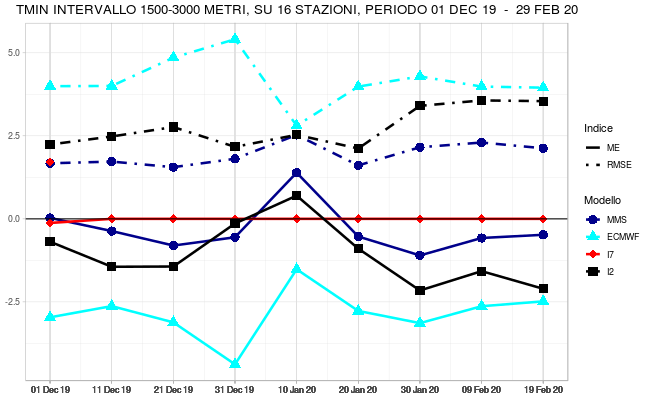 TMIN INTERVALLO 1500-3000 METRI, SU 16 STAZIONI, PERIODO 01 DEC 19 - 29 FEB 20
5.0
2.5
0.0
-2.5
01 Dec 19 11 Dec 19 21 Dec 19 31 Dec 19 10 Jan 20 20 Jan 20 30 Jan 20 09 Feb 20 19 Feb 20
Indice
ME
RMSE
Modello
MMS
ECMWF
I7
I2